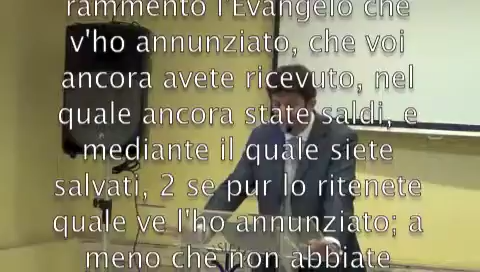 rammento l'Evangelo che
v'ho annunziato, che voi
ancora avete ricevuto, nel
quale ancora state saldi, e
mediante il quale siete
salvati, 2 se pur lo ritenete
quale ve l'ho annunziato; a
meno che non abbiate